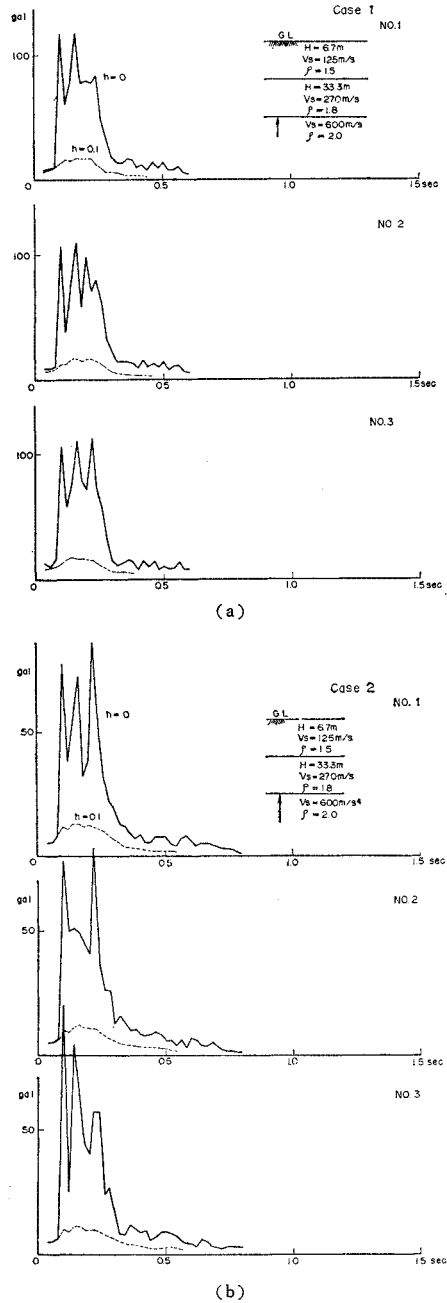 gal
Case 1
NO.1
100
h=0
h=0.1
GL
H=6.7m
Vs=125m/s
ρ=1.5
H=33.3m
Vs=270m/s
ρ=1.8
Vs=600m/s
ρ=2.0
0 0.5 1.0 1.5 sec
NO.2
100
0 0.5 1.0 1.5 sec
NO.3
100
0 0.5 1.0 1.5 sec
(a)
gal
Case 2
NO.1
50
h=0
h=0.1
GL
H=6.7m
Vs=125m/s
ρ=1.5
H=33.3m
Vs=270m/s
ρ=1.8
Vs=600m/s
ρ=2.0
0 0.5 1.0 1.5 sec
gal
NO.2
50
0 0.5 1.0 1.5 sec
gal
NO.3
50
0 0.5 1.0 1.5 sec
(b)